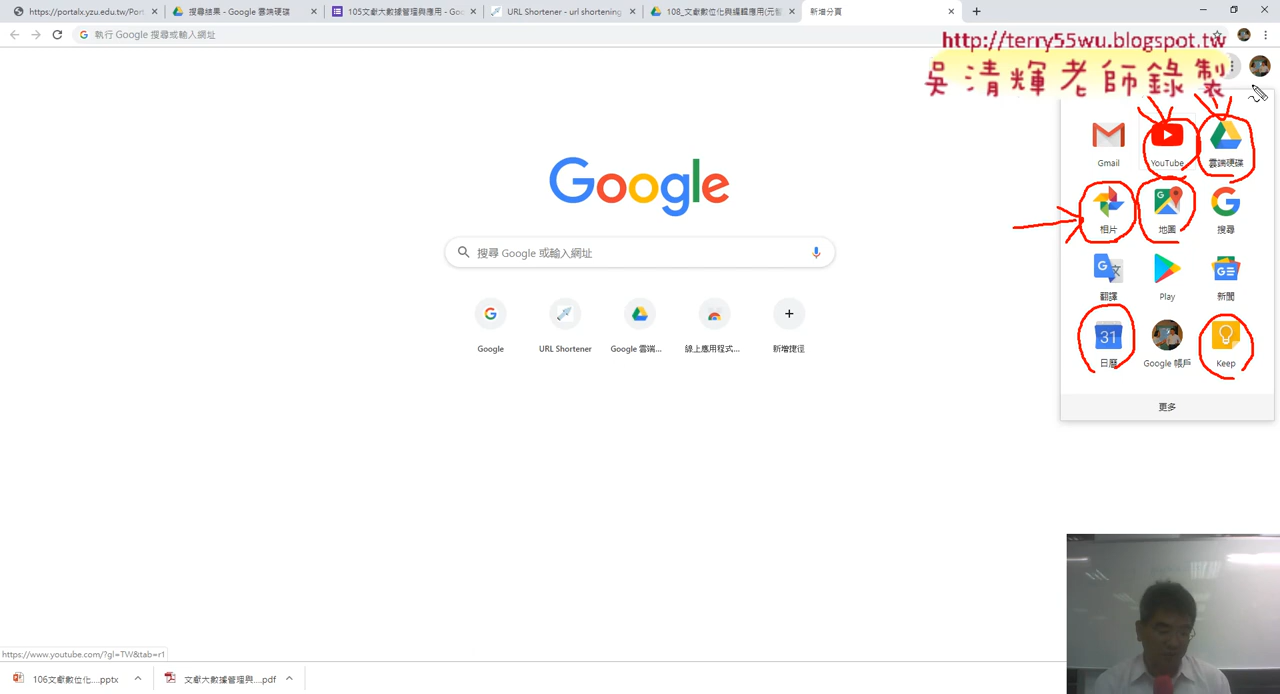 https://portalx.yzu.edu.tw/Port
搜尋結果 - Google 雲端硬碟
105文獻大數據管理與應用 - Goo
URL Shortener - url shortening
108_文獻數位化與編輯應用(元智
新增分頁
執行 Google 搜尋或輸入網址
http://terry55wu.blogspot.tw
吳清輝老師錄製
Gmail
YouTube
雲端硬碟
Google
相片
地圖
搜尋
搜尋 Google 或輸入網址
翻譯
Play
新聞
Google
URL Shortener
Google 雲端...
線上應用程式...
新增捷徑
31
日曆
Google 帳戶
Keep
更多
https://www.youtube.com/?gl=TW&tab=r1
106文獻數位化....pptx
文獻大數據管理與....pdf